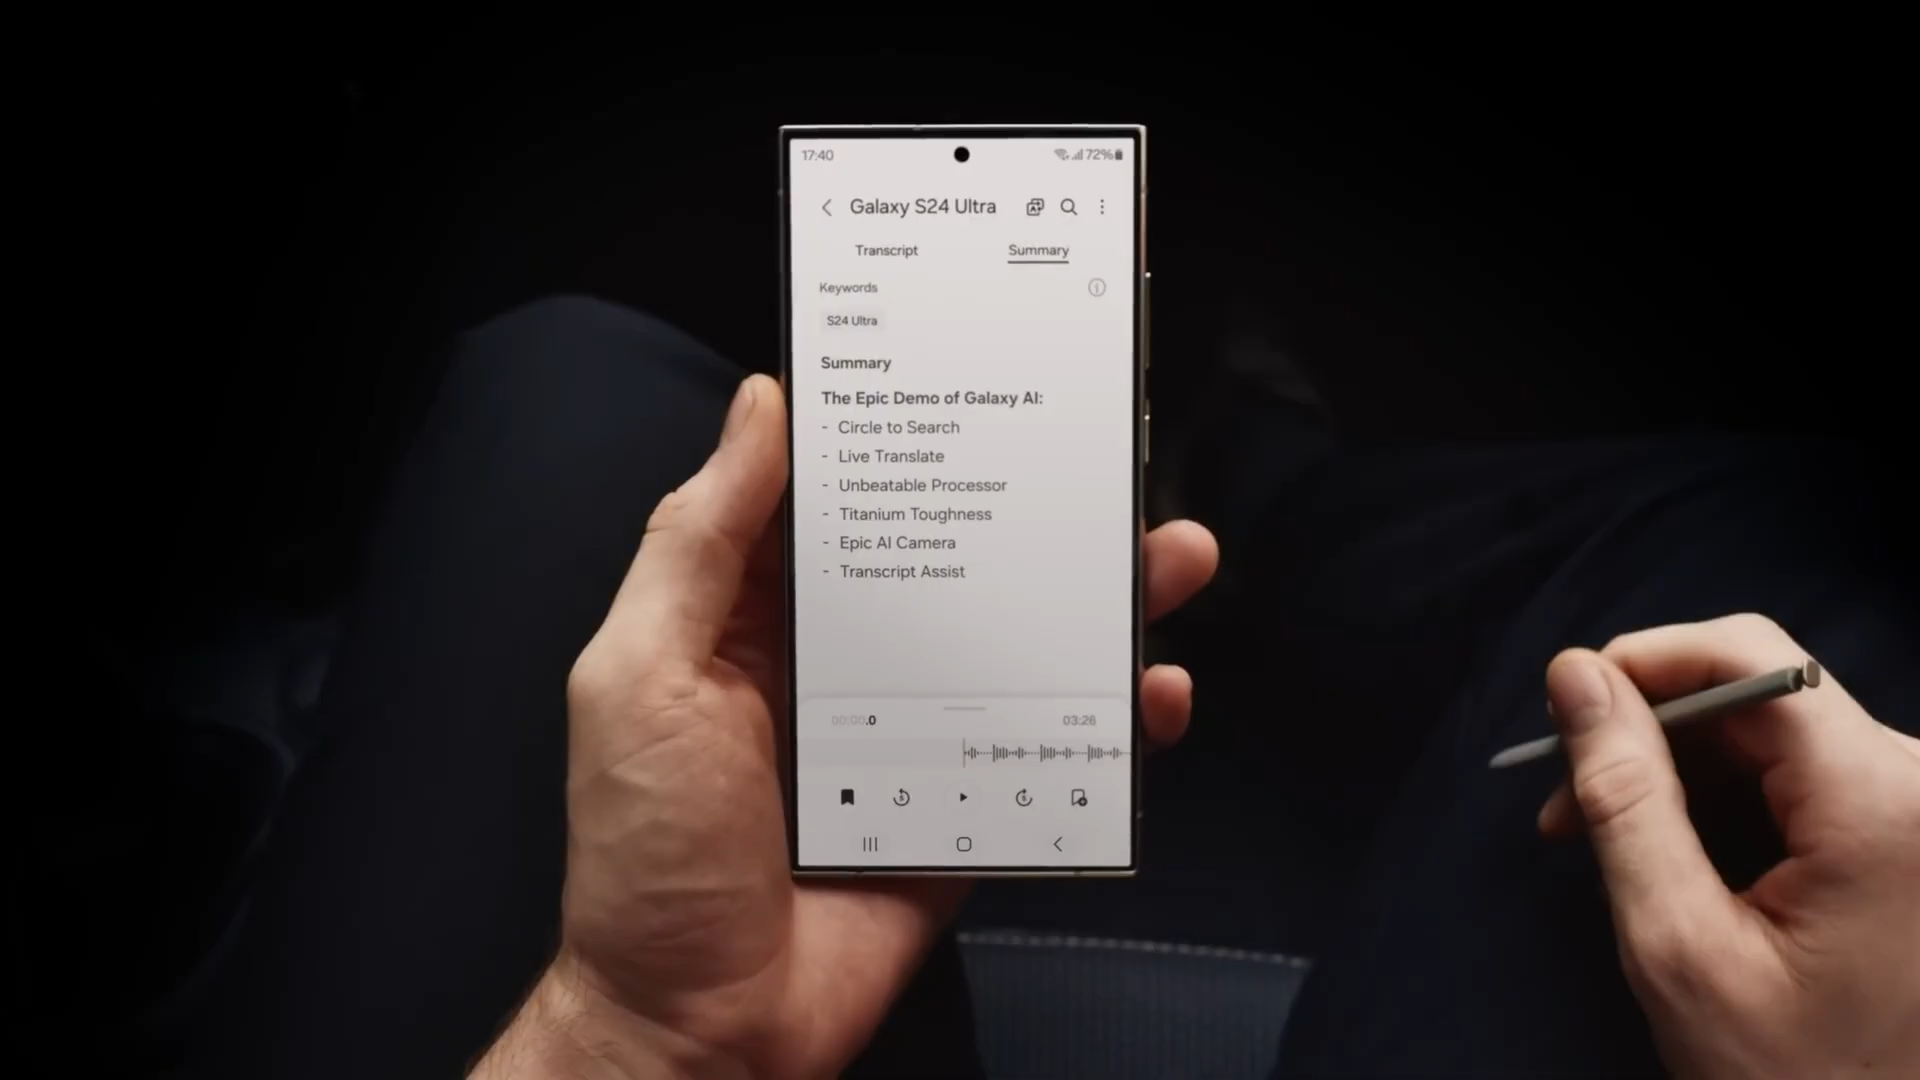 17:40 72%
Galaxy S24 Ultra
Transcript Summary
Keywords
S24 Ultra
Summary
The Epic Demo of Galaxy AI:
- Circle to Search
- Live Translate
- Unbeatable Processor
- Titanium Toughness
- Epic AI Camera
- Transcript Assist
00:00.0 03:26